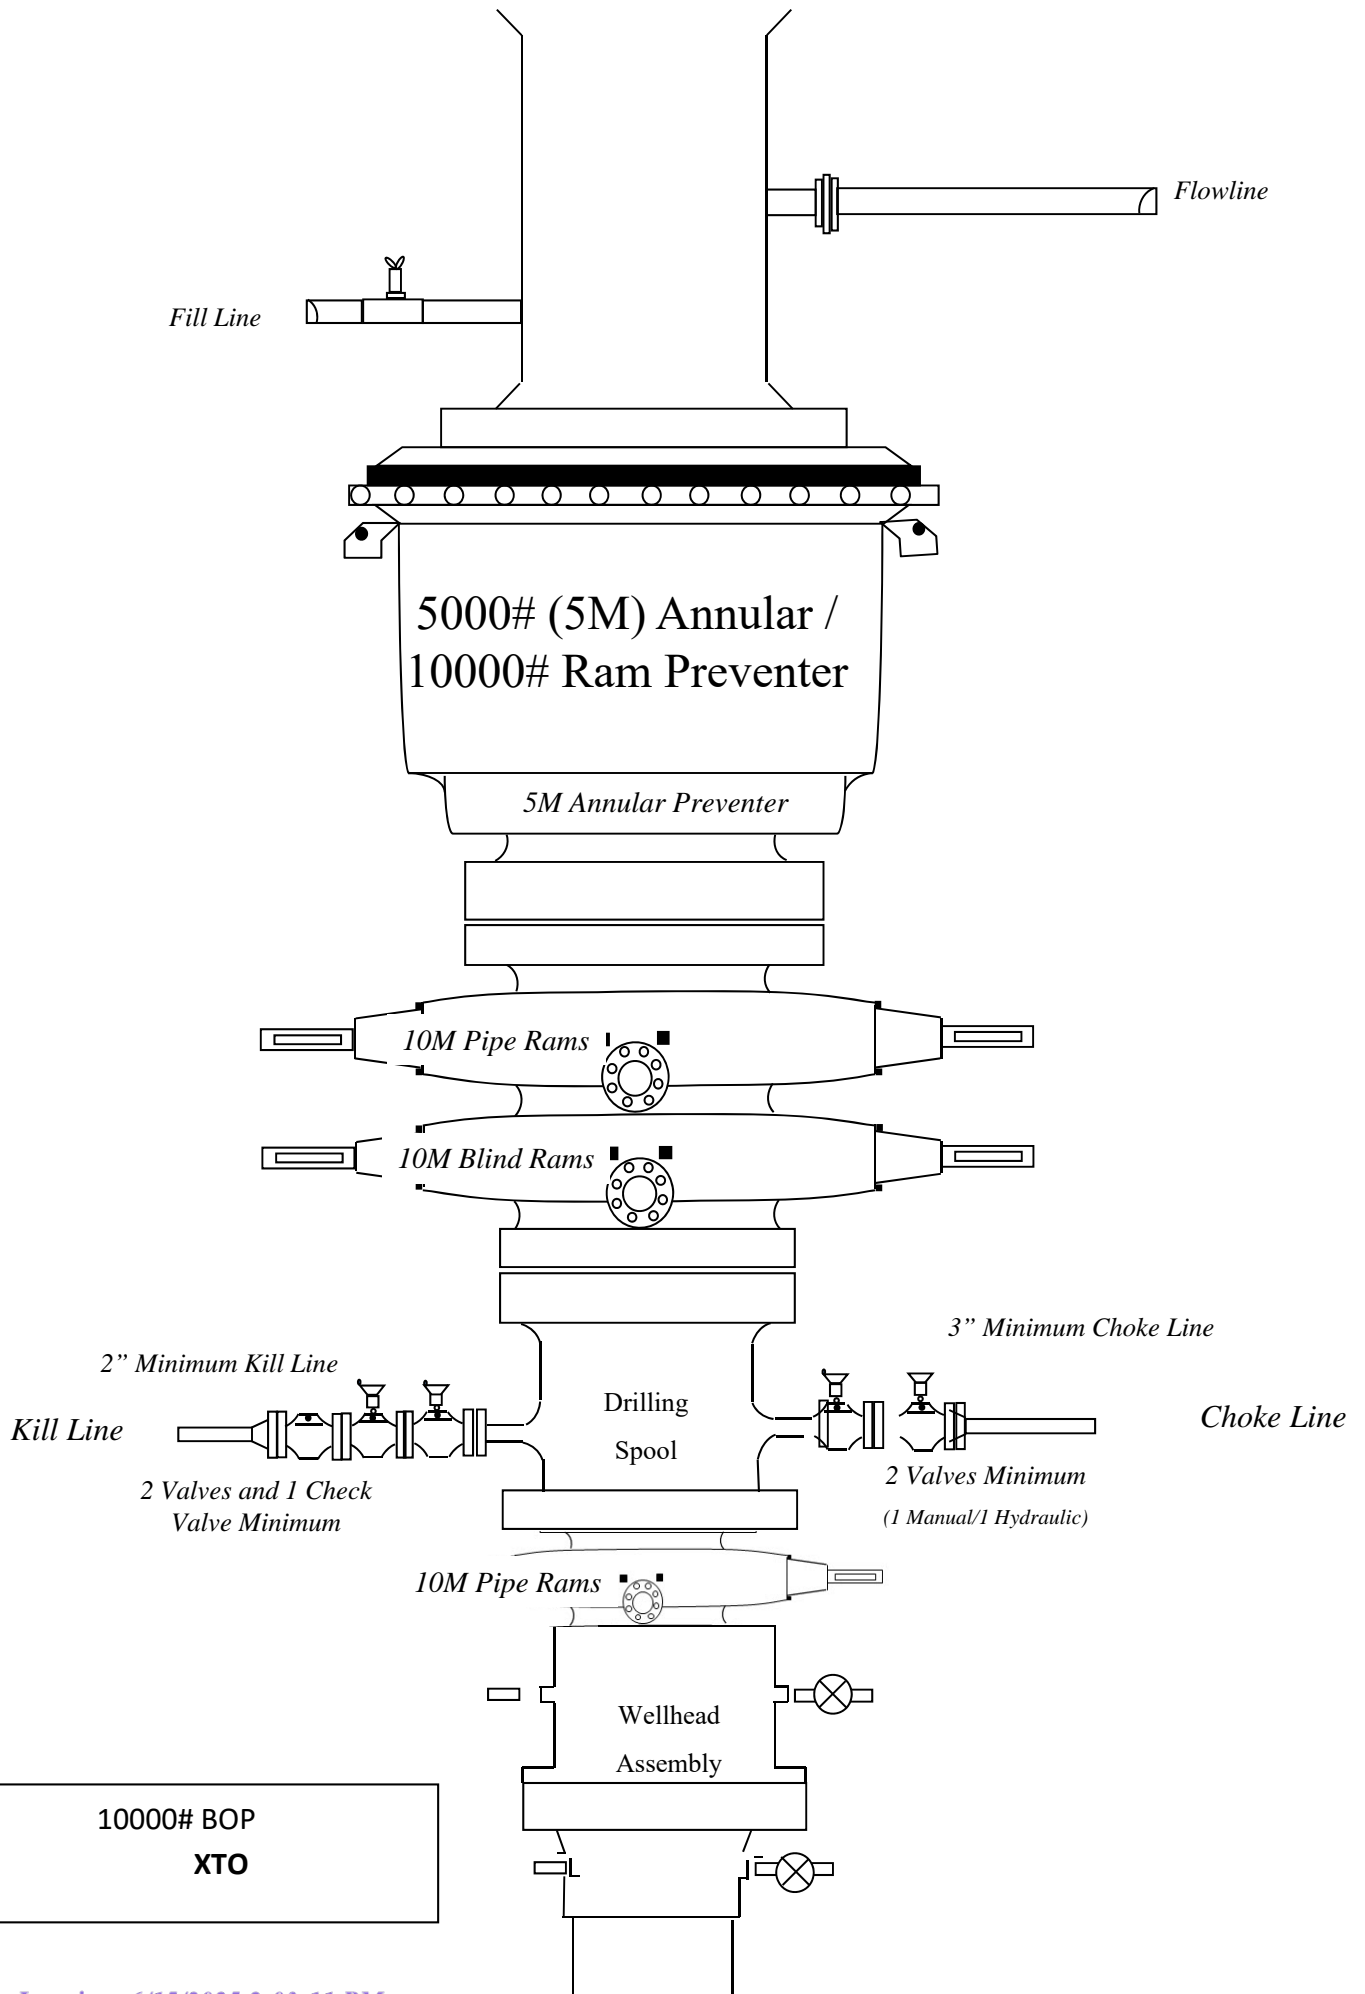 Flowline
Fill Line
5000# (5M) Annular /
10000# Ram Preventer
5M Annular Preventer
10M Pipe Rams
10M Blind Rams
3” Minimum Choke Line
2” Minimum Kill Line
Drilling
Spool
Kill Line
Choke Line
2 Valves and 1 Check
Valve Minimum
2 Valves Minimum
(1 Manual/1 Hydraulic)
10M Pipe Rams
Wellhead
Assembly
10000# BOP
XTO